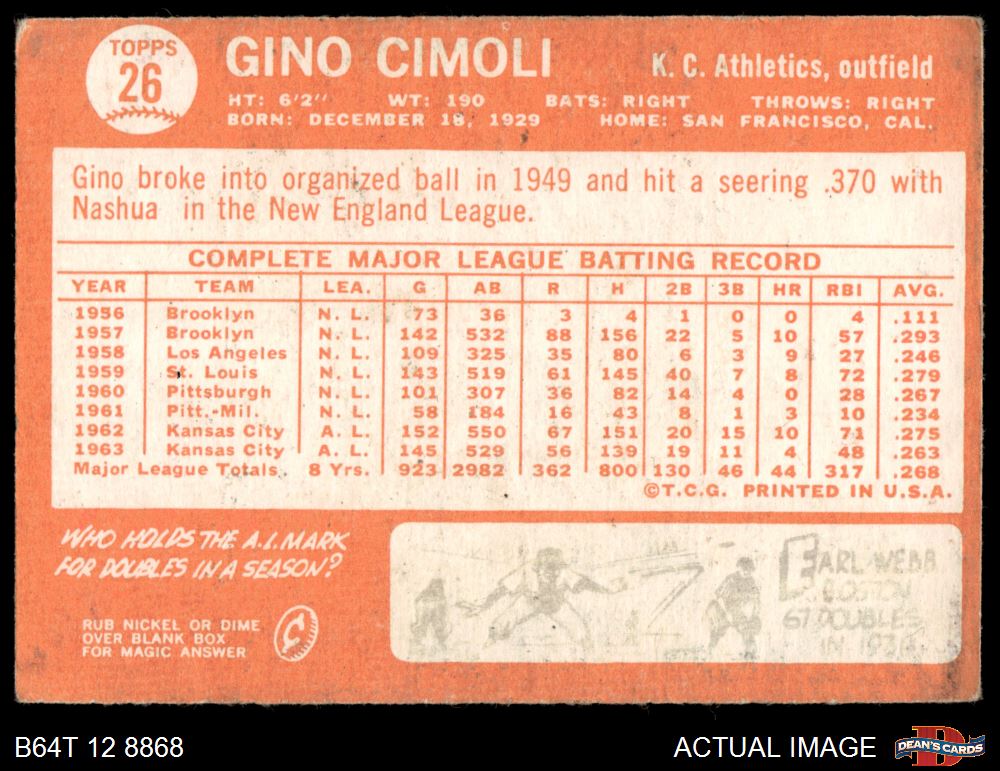 TOPPS
26
GINO CIMOLI
K. C. Athletics, outfield
HT: 6'2" WT: 190 BATS: RIGHT THROWS: RIGHT
BORN: DECEMBER 18, 1929 HOME: SAN FRANCISCO, CAL.
Gino broke into organized ball in 1949 and hit a seering .370 with
Nashua in the New England League.
COMPLETE MAJOR LEAGUE BATTING RECORD
YEAR TEAM LEA. G AB R H 2B 3B HR RBI AVG.
1956 Brooklyn N. L. 73 36 3 4 1 0 0 4 .111
1957 Brooklyn N. L. 142 532 88 156 22 5 10 57 .293
1958 Los Angeles N. L. 109 325 35 80 6 3 9 27 .246
1959 St. Louis N. L. 143 519 61 145 40 7 8 72 .279
1960 Pittsburgh N. L. 101 307 36 82 14 4 0 28 .267
1961 Pitt.-Mil. N. L. 58 184 16 43 8 1 3 10 .234
1962 Kansas City A. L. 152 550 67 151 20 15 10 71 .275
1963 Kansas City A. L. 145 529 56 139 19 11 4 48 .263
Major League Totals 8 Yrs. 923 2982 362 800 130 46 44 317 .268
©T.C.G. PRINTED IN U.S.A.
WHO HOLDS THE A.L. MARK
FOR DOUBLES IN A SEASON?
RUB NICKEL OR DIME
OVER BLANK BOX
FOR MAGIC ANSWER
EARL WEBB
BOSTON
67 DOUBLES
IN
B64T 12 8868
ACTUAL IMAGE
D
DEAN'S CARDS